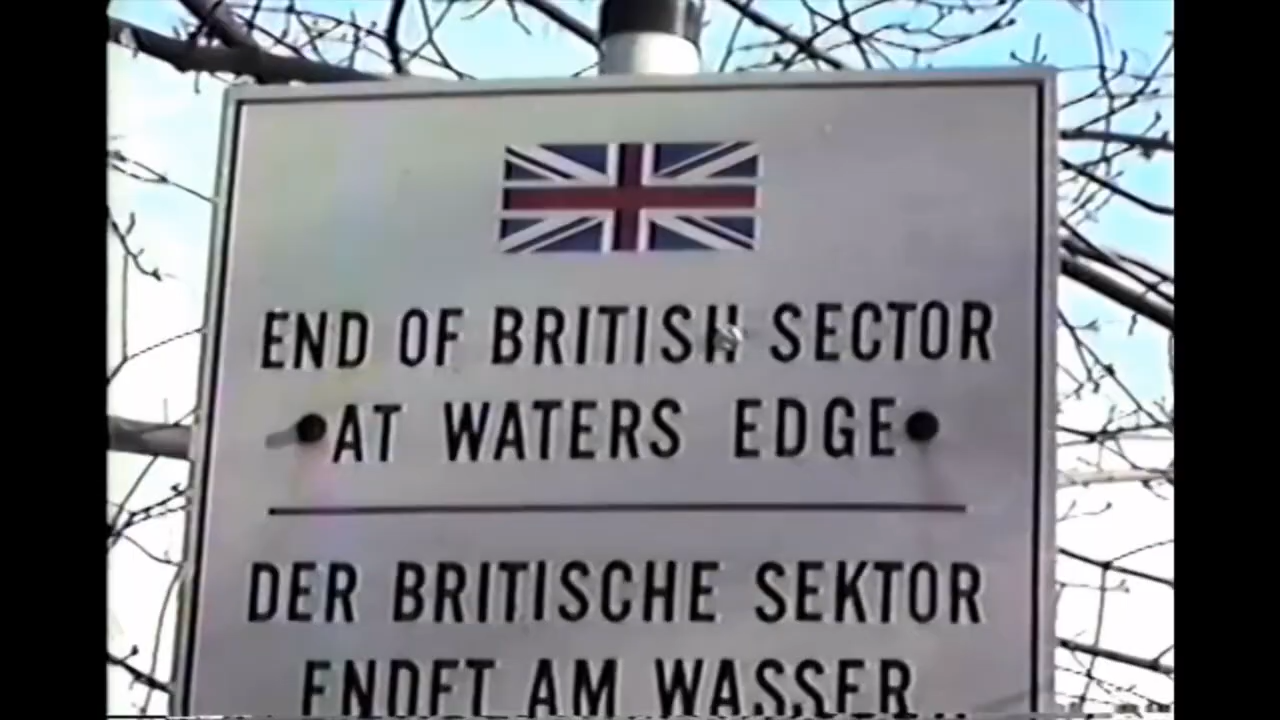 END OF BRITISH SECTOR
AT WATERS EDGE
DER BRITISCHE SEKTOR
ENDET AM WASSER